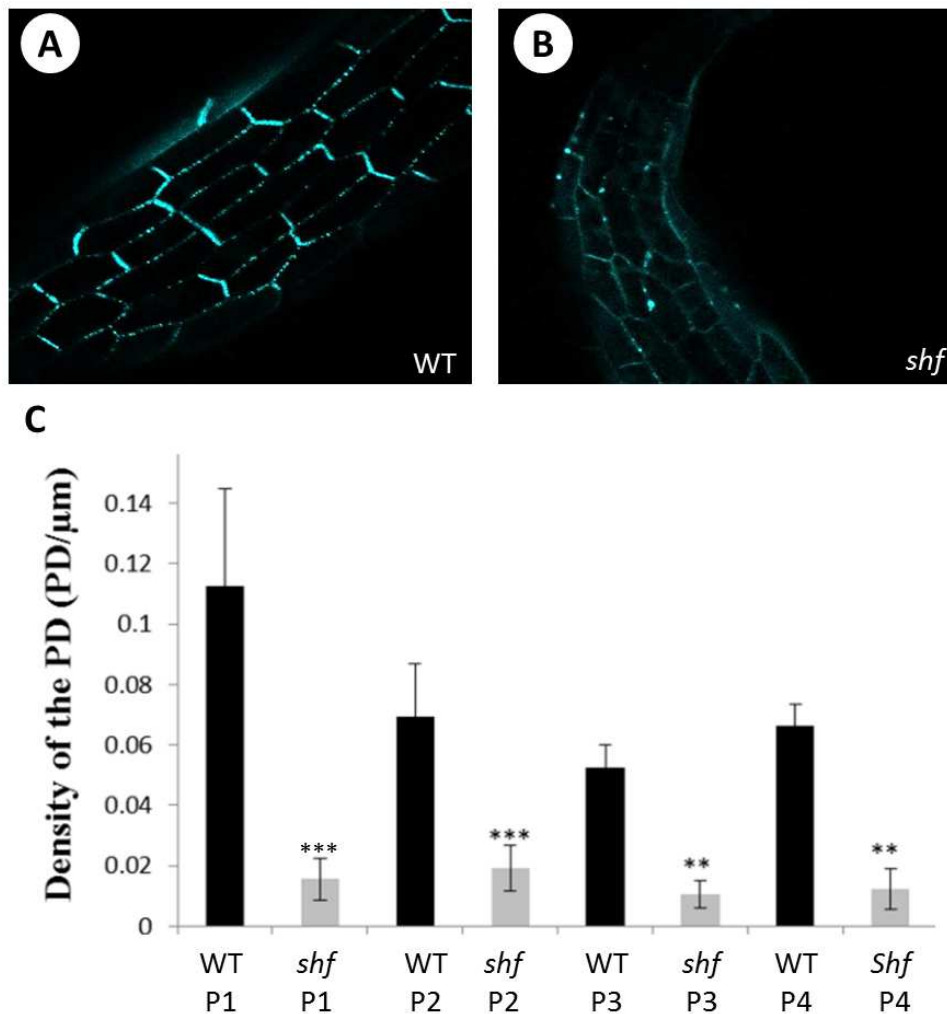 A
B
WT
shf
C
Density of the PD (PD/µm)
0.14
0.12
0.1
0.08
0.06
0.04
0.02
0
***
***
**
**
WT shf WT shf WT shf WT Shf
P1 P1 P2 P2 P3 P3 P4 P4